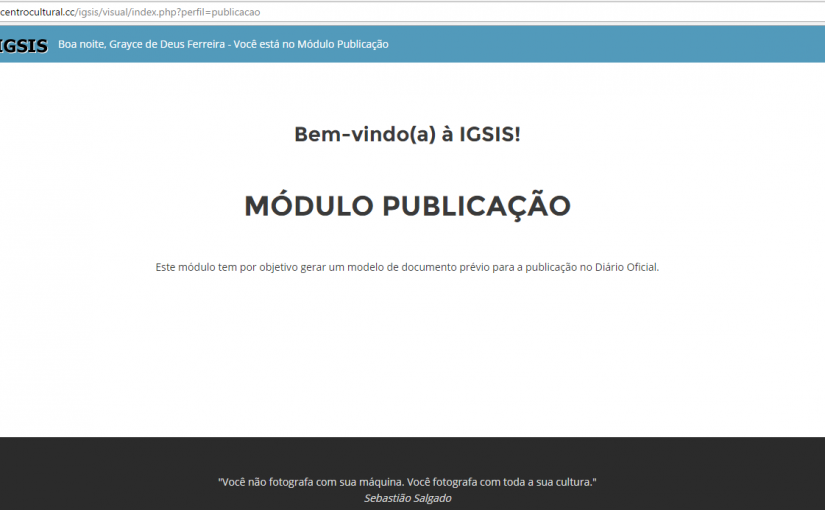 centrocultural.cc/igsis/visual/index.php?perfil=publicacao
IGSIS Boa noite, Grayce de Deus Ferreira - Você está no Módulo Publicação
Bem-vindo(a) à IGSIS!
MÓDULO PUBLICAÇÃO
Este módulo tem por objetivo gerar um modelo de documento prévio para a publicação no Diário Oficial.
"Você não fotografa com sua máquina. Você fotografa com toda a sua cultura."
Sebastião Salgado